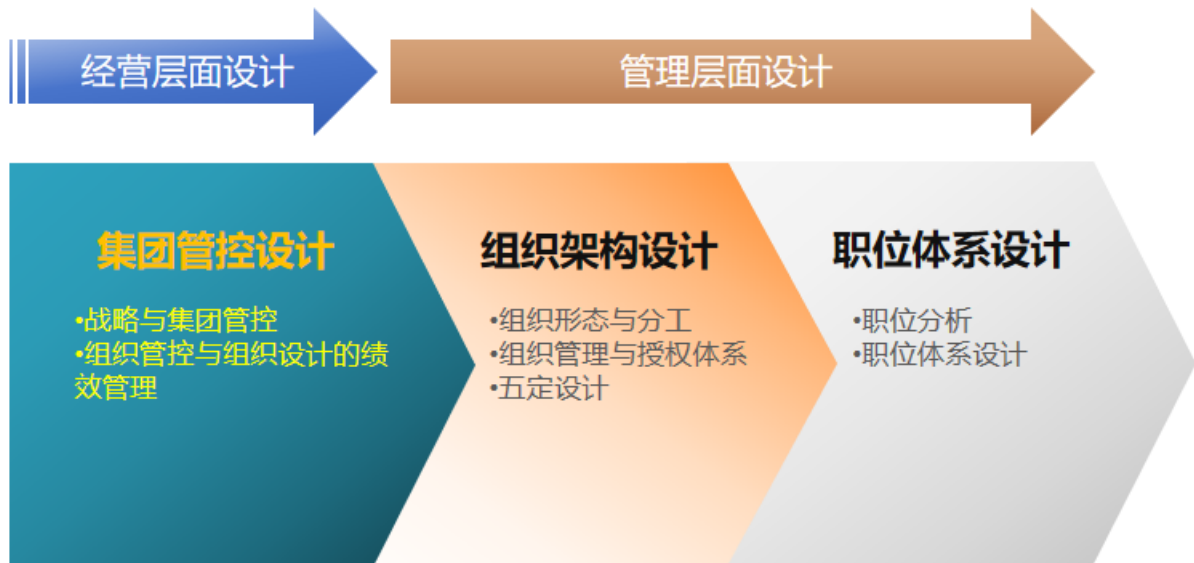 经营层面设计
管理层面设计
集团管控设计
•战略与集团管控
•组织管控与组织设计的绩
效管理
组织架构设计
•组织形态与分工
•组织管理与授权体系
•五定设计
职位体系设计
•职位分析
•职位体系设计